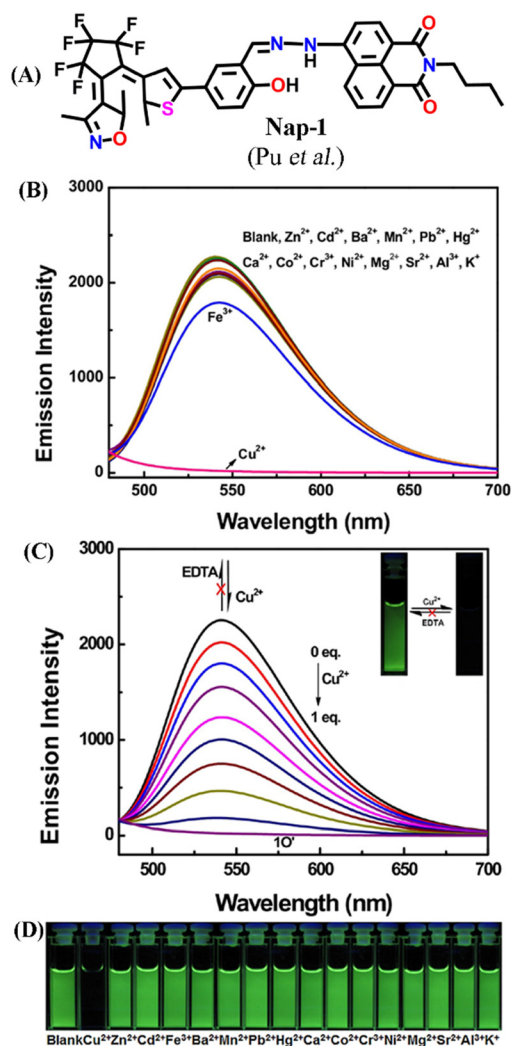 (A)
F F
F F
F F
N N
H
OH
S
N O
O
N
O
Nap-1
(Pu et al.)
(B)
Emission Intensity
3000
2000
1000
0
Blank, Zn²⁺, Cd²⁺, Ba²⁺, Mn²⁺, Pb²⁺, Hg²⁺
Ca²⁺, Co²⁺, Cr³⁺, Ni²⁺, Mg²⁺, Sr²⁺, Al³⁺, K⁺
Fe³⁺
Cu²⁺
500 550 600 650 700
Wavelength (nm)
(C)
Emission Intensity
3000
2000
1000
0
EDTA
X
Cu²⁺
0 eq.
Cu²⁺
1 eq.
Cu²⁺
X
EDTA
1O'
500 550 600 650 700
Wavelength (nm)
(D)
BlankCu²⁺Zn²⁺Cd²⁺Fe³⁺Ba²⁺Mn²⁺Pb²⁺Hg²⁺Ca²⁺Co²⁺Cr³⁺Ni²⁺Mg²⁺Sr²⁺Al³⁺K⁺